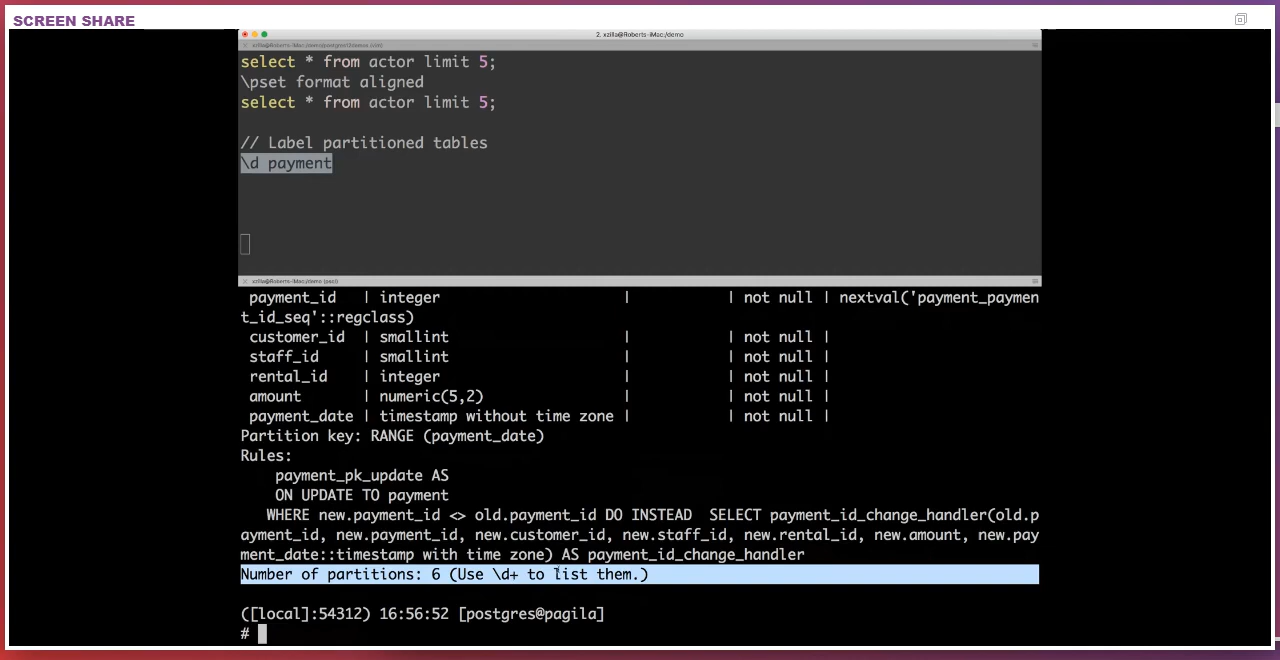 SCREEN SHARE
2. xzilla@Roberts-iMac:/demo
select * from actor limit 5;
\pset format aligned
select * from actor limit 5;
// Label partitioned tables
\d payment
xzilla@Roberts-iMac:/demo (psql)
payment_id | integer | | not null | nextval('payment_paymen
t_id_seq'::regclass)
customer_id | smallint | | not null |
staff_id | smallint | | not null |
rental_id | integer | | not null |
amount | numeric(5,2) | | not null |
payment_date | timestamp without time zone | | not null |
Partition key: RANGE (payment_date)
Rules:
payment_pk_update AS
ON UPDATE TO payment
WHERE new.payment_id <> old.payment_id DO INSTEAD SELECT payment_id_change_handler(old.p
ayment_id, new.payment_id, new.customer_id, new.staff_id, new.rental_id, new.amount, new.pay
ment_date::timestamp with time zone) AS payment_id_change_handler
Number of partitions: 6 (Use \d+ to list them.)
([local]:54312) 16:56:52 [postgres@pagila]
#